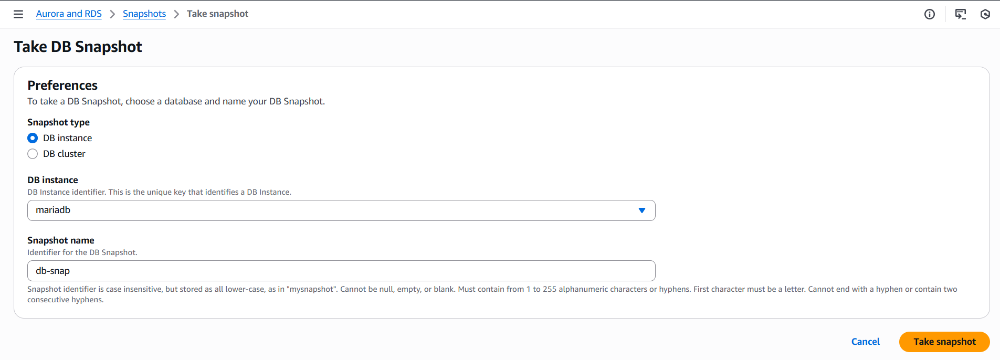 Aurora and RDS > Snapshots > Take snapshot
Take DB Snapshot
Preferences
To take a DB Snapshot, choose a database and name your DB Snapshot.
Snapshot type
DB instance
DB cluster
DB instance
DB Instance identifier. This is the unique key that identifies a DB Instance.
mariadb
Snapshot name
Identifier for the DB Snapshot.
db-snap
Snapshot identifier is case insensitive, but stored as all lower-case, as in "mysnapshot". Cannot be null, empty, or blank. Must contain from 1 to 255 alphanumeric characters or hyphens. First character must be a letter. Cannot end with a hyphen or contain two
consecutive hyphens.
Cancel Take snapshot